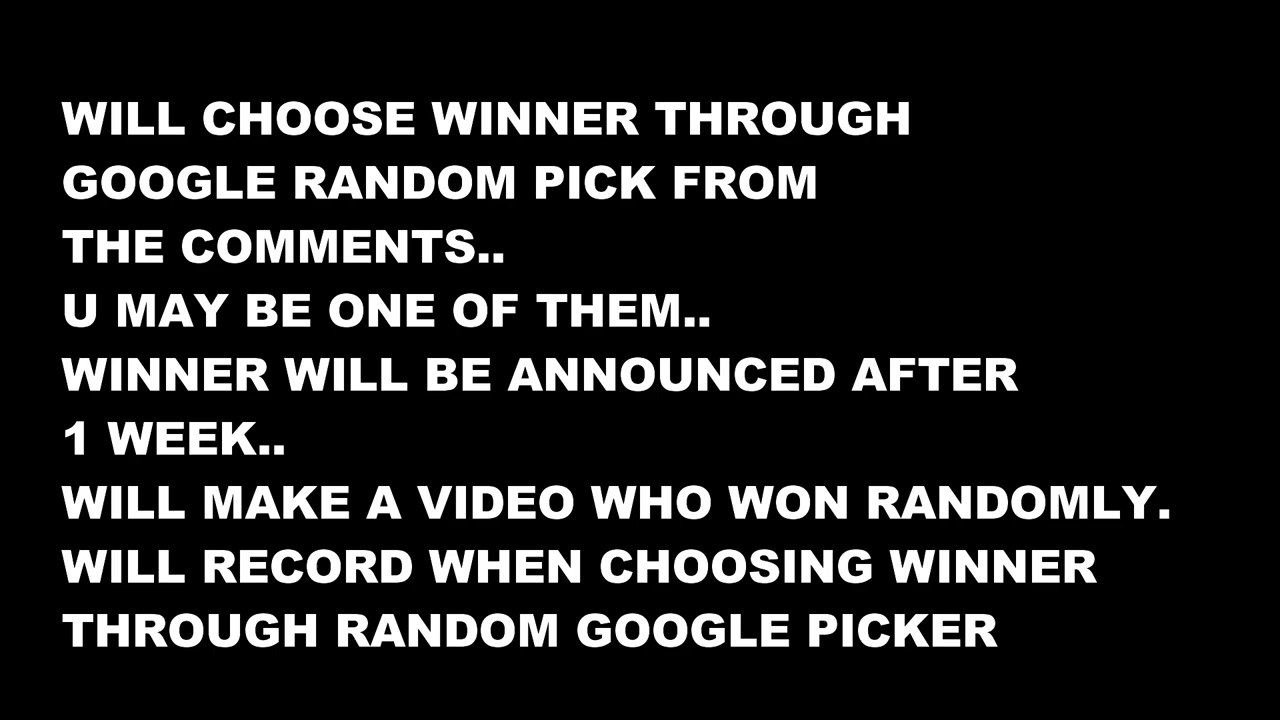 WILL CHOOSE WINNER THROUGH
GOOGLE RANDOM PICK FROM
THE COMMENTS..
U MAY BE ONE OF THEM..
WINNER WILL BE ANNOUNCED AFTER
1 WEEK..
WILL MAKE A VIDEO WHO WON RANDOMLY.
WILL RECORD WHEN CHOOSING WINNER
THROUGH RANDOM GOOGLE PICKER